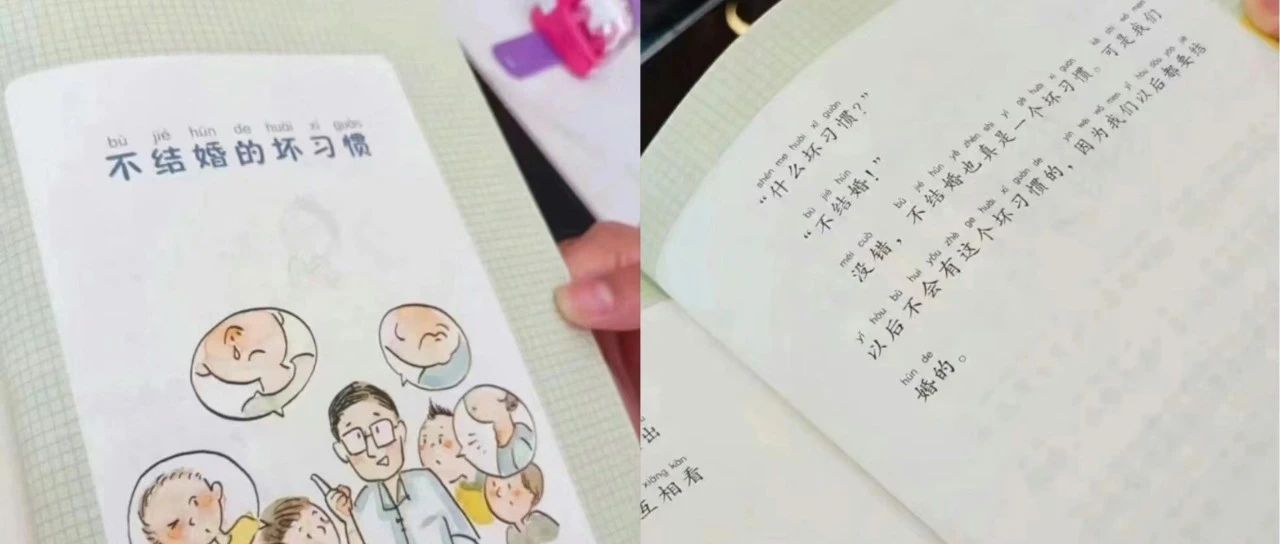 bù jié hūn de huài xí guàn
不结婚的坏习惯
shén me huài xí guàn
“什么坏习惯？”
bù jié hūn
“不结婚！”
méi cuò bù jié hūn yě zhēn shì yí gè huài xí guàn kě shì wǒ men
没错，不结婚也真是一个坏习惯。可是我们
yǐ hòu bú huì yǒu zhè ge huài xí guàn de yīn wèi wǒ men yǐ hòu dōu yào jié
以后不会有这个坏习惯的，因为我们以后都要结
hūn de
婚的。
出
xiāng kàn
互相看